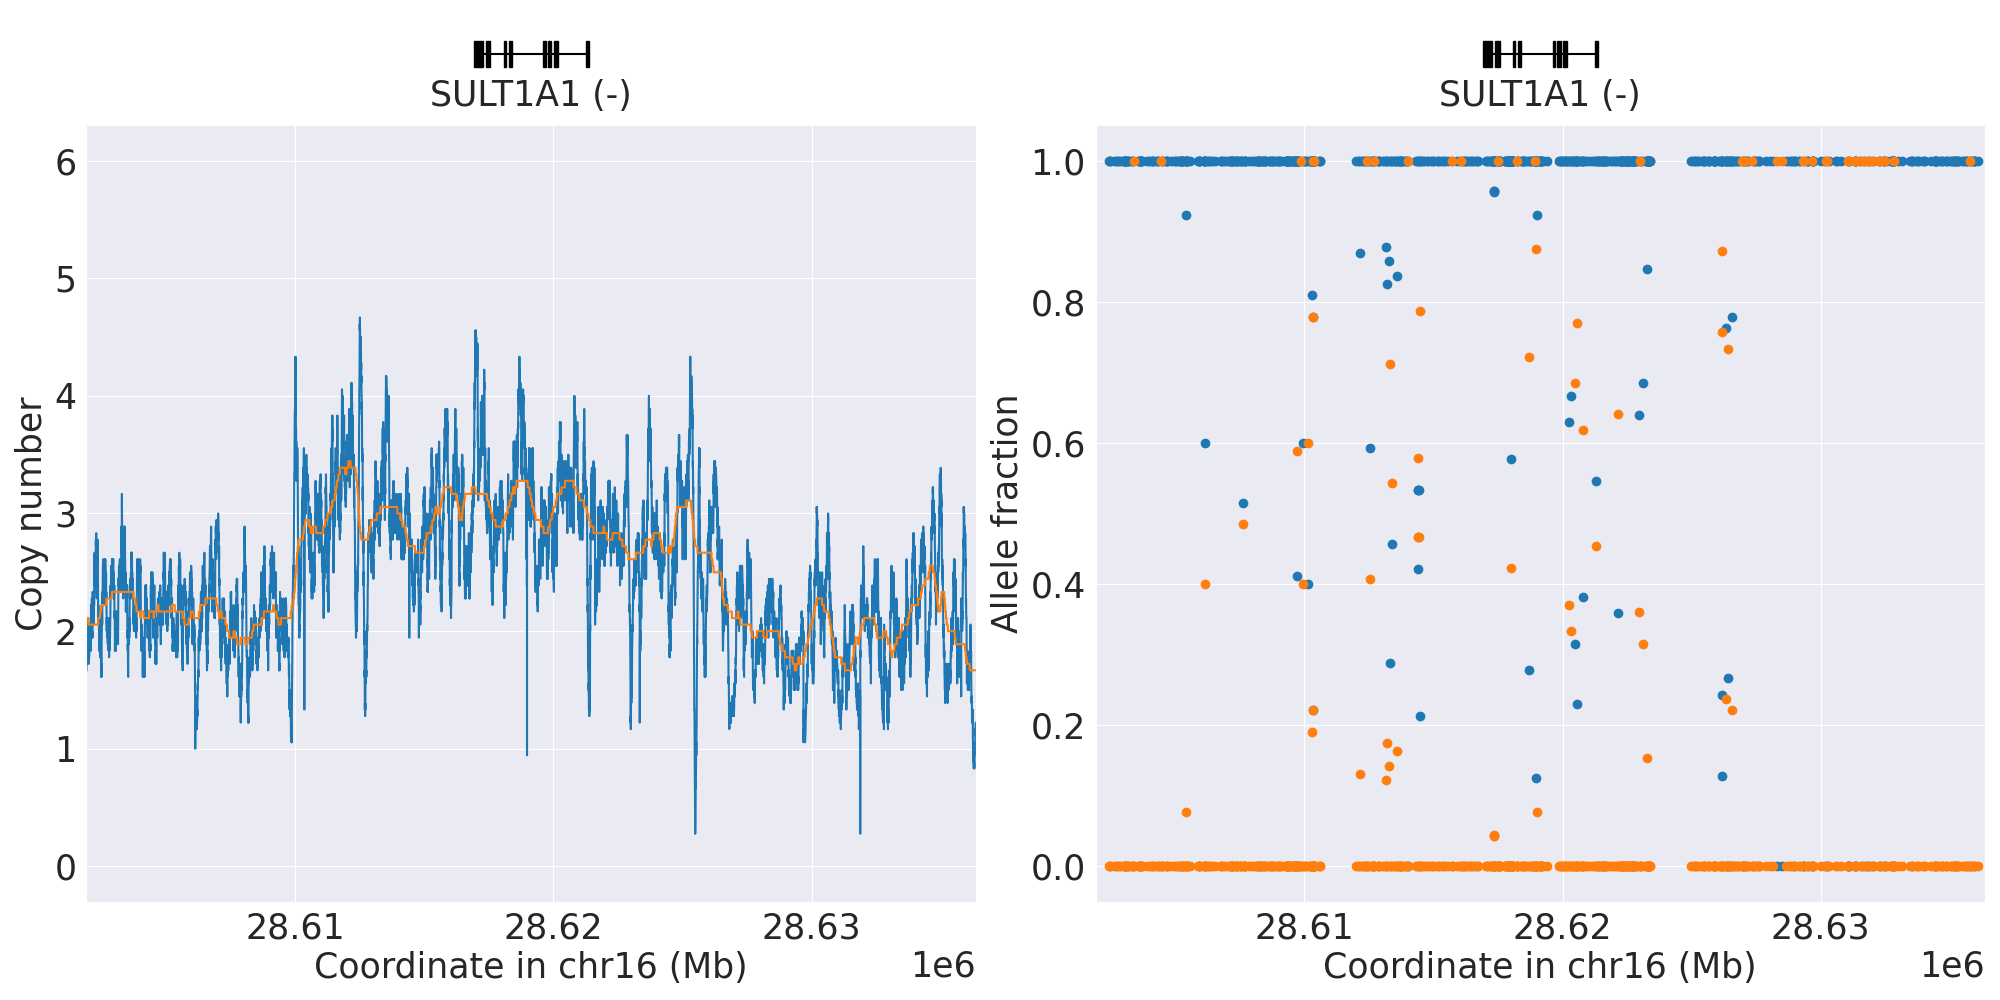 SULT1A1 (-)
Copy number
6
5
4
3
2
1
0
28.61
28.62
28.63
Coordinate in chr16 (Mb)
1e6
SULT1A1 (-)
Allele fraction
1.0
0.8
0.6
0.4
0.2
0.0
28.61
28.62
28.63
Coordinate in chr16 (Mb)
1e6